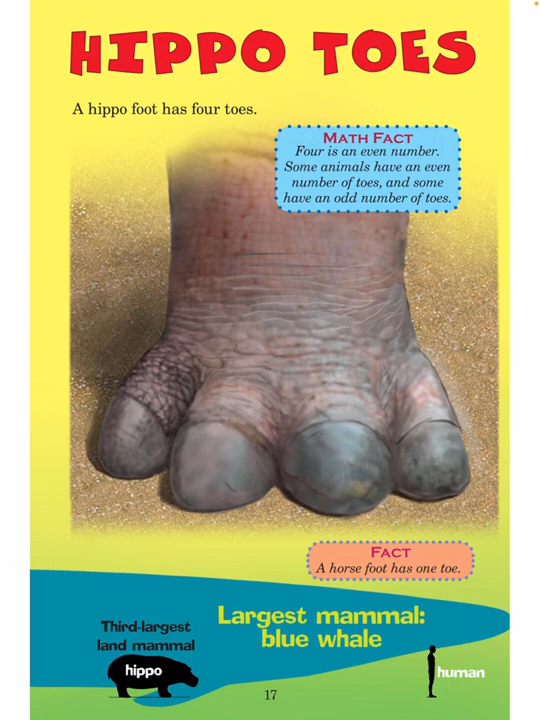 HIPPO TOES
A hippo foot has four toes.
MATH FACT
Four is an even number.
Some animals have an even
number of toes, and some
have an odd number of toes.
FACT
A horse foot has one toe.
Largest mammal:
blue whale
Third-largest
land mammal
hippo
human
17